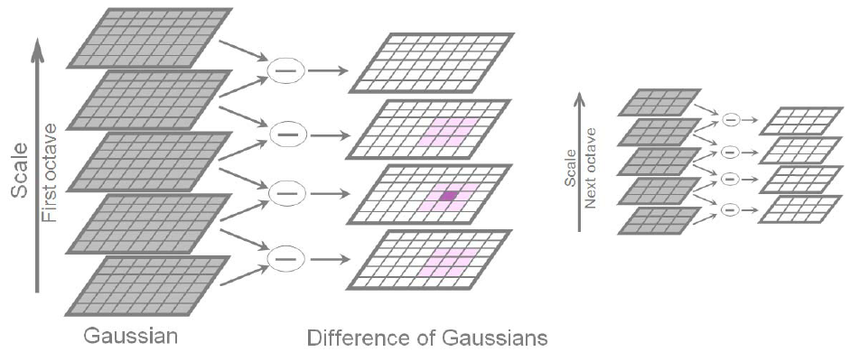 Scale
First octave
Gaussian
Difference of Gaussians
Scale
Next octave